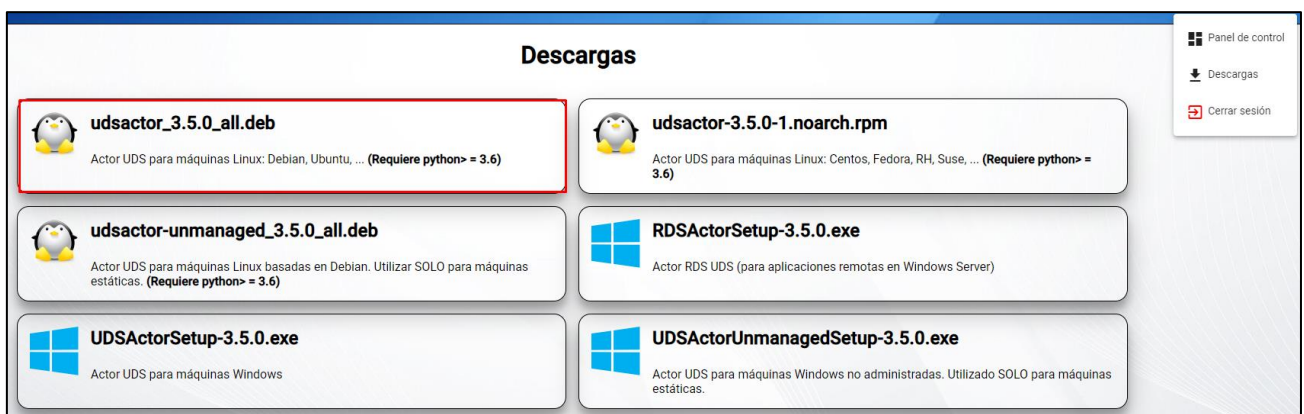 Descargas
Panel de control
Descargas
Cerrar sesión
udsactor_3.5.0_all.deb
Actor UDS para máquinas Linux: Debian, Ubuntu, ... (Requiere python> = 3.6)
udsactor-3.5.0-1.noarch.rpm
Actor UDS para máquinas Linux: Centos, Fedora, RH, Suse, ... (Requiere python> =
3.6)
udsactor-unmanaged_3.5.0_all.deb
Actor UDS para máquinas Linux basadas en Debian. Utilizar SOLO para máquinas
estáticas. (Requiere python> = 3.6)
RDSActorSetup-3.5.0.exe
Actor RDS UDS (para aplicaciones remotas en Windows Server)
UDSActorSetup-3.5.0.exe
Actor UDS para máquinas Windows
UDSActorUnmanagedSetup-3.5.0.exe
Actor UDS para máquinas Windows no administradas. Utilizado SOLO para máquinas
estáticas.